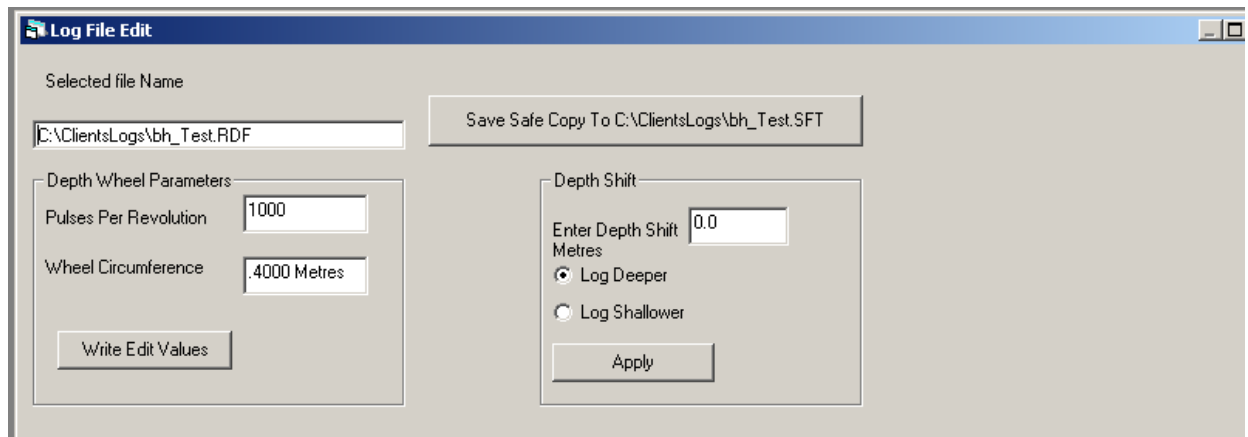 Log File Edit
Selected file Name
C:\ClientsLogs\bh_Test.RDF
Save Safe Copy To C:\ClientsLogs\bh_Test.SFT
Depth Wheel Parameters
Pulses Per Revolution
1000
Wheel Circumference
.4000 Metres
Write Edit Values
Depth Shift
Enter Depth Shift
Metres
0.0
Log Deeper
Log Shallower
Apply